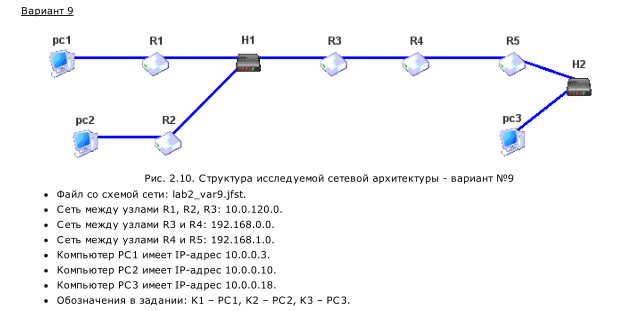 Вариант 9
pc1
R1
H1
R3
R4
R5
H2
pc2
R2
pc3
Рис. 2.10. Структура исследуемой сетевой архитектуры - вариант №9
• Файл со схемой сети: lab2_var9.jfst.
• Сеть между узлами R1, R2, R3: 10.0.120.0.
• Сеть между узлами R3 и R4: 192.168.0.0.
• Сеть между узлами R4 и R5: 192.168.1.0.
• Компьютер PC1 имеет IP-адрес 10.0.0.3.
• Компьютер PC2 имеет IP-адрес 10.0.0.10.
• Компьютер PC3 имеет IP-адрес 10.0.0.18.
• Обозначения в задании: K1 – PC1, K2 – PC2, K3 – PC3.